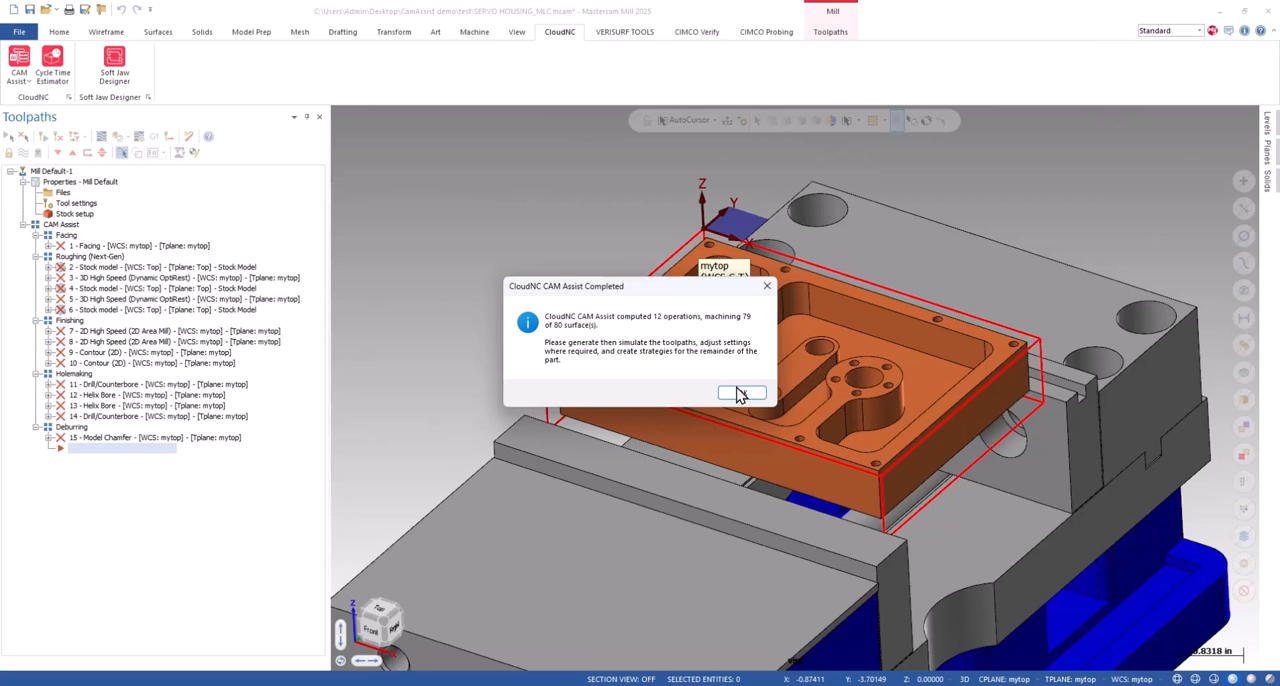 C:\Users\Admin\Desktop\CamAssist demo\test\SERVO HOUSING_MLC.mcam* - Mastercam Mill 2025
Mill
File Home Wireframe Surfaces Solids Model Prep Mesh Drafting Transform Art Machine View CloudNC VERISURF TOOLS CIMCO Verify CIMCO Probing Toolpaths
Standard
CAM Assist
Cycle Time Estimator
Soft Jaw Designer
CloudNC
Soft Jaw Designer
Toolpaths
AutoCursor
Levels
Planes
Solids
Mill Default-1
Properties - Mill Default
Files
Tool settings
Stock setup
CAM Assist
Facing
1 - Facing - [WCS: mytop] - [Tplane: mytop]
Roughing (Next-Gen)
2 - Stock model - [WCS: Top] - [Tplane: Top] - Stock Model
3 - 3D High Speed (Dynamic OptiRest) - [WCS: mytop] - [Tplane: mytop]
4 - Stock model - [WCS: Top] - [Tplane: Top] - Stock Model
5 - 3D High Speed (Dynamic OptiRest) - [WCS: mytop] - [Tplane: mytop]
6 - Stock model - [WCS: Top] - [Tplane: Top] - Stock Model
Finishing
7 - 2D High Speed (2D Area Mill) - [WCS: mytop] - [Tplane: mytop]
8 - 2D High Speed (2D Area Mill) - [WCS: mytop] - [Tplane: mytop]
9 - Contour (2D) - [WCS: mytop] - [Tplane: mytop]
10 - Contour (2D) - [WCS: mytop] - [Tplane: mytop]
Holemaking
11 - Drill/Counterbore - [WCS: mytop] - [Tplane: mytop]
12 - Helix Bore - [WCS: mytop] - [Tplane: mytop]
13 - Helix Bore - [WCS: mytop] - [Tplane: mytop]
14 - Drill/Counterbore - [WCS: mytop] - [Tplane: mytop]
Deburring
15 - Model Chamfer - [WCS: mytop] - [Tplane: mytop]
Z
Y
X
mytop
CloudNC CAM Assist Completed
CloudNC CAM Assist computed 12 operations, machining 79
of 80 surface(s).
Please generate then simulate the toolpaths, adjust settings
where required, and create strategies for the remainder of the
part.
Z
Top
Front
Right
X
SECTION VIEW: OFF SELECTED ENTITIES: 0 X: -0.87411 Y: -3.70149 Z: 0.00000 3D CPLANE: mytop TPLANE: mytop WCS: mytop